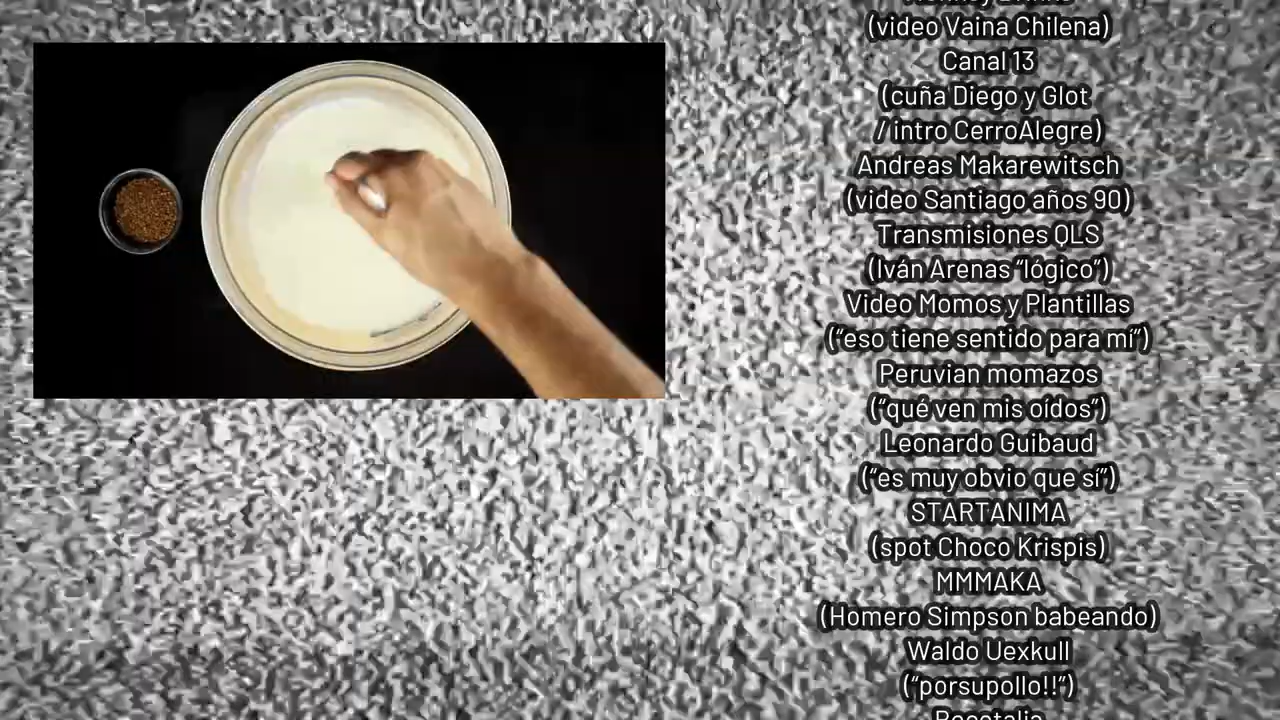 (video Vaina Chilena)
Canal 13
(cuña Diego y Glot
/ intro CerroAlegre)
Andreas Makarewitsch
(video Santiago años 90)
Transmisiones QLS
(Iván Arenas “lógico”)
Video Momos y Plantillas
(“eso tiene sentido para mí”)
Peruvian momazos
(“qué ven mis oídos”)
Leonardo Guibaud
(“es muy obvio que sí”)
STARTANIMA
(spot Choco Krispis)
MMMAKA
(Homero Simpson babeando)
Waldo Uexkull
(“porsupollo!!”)